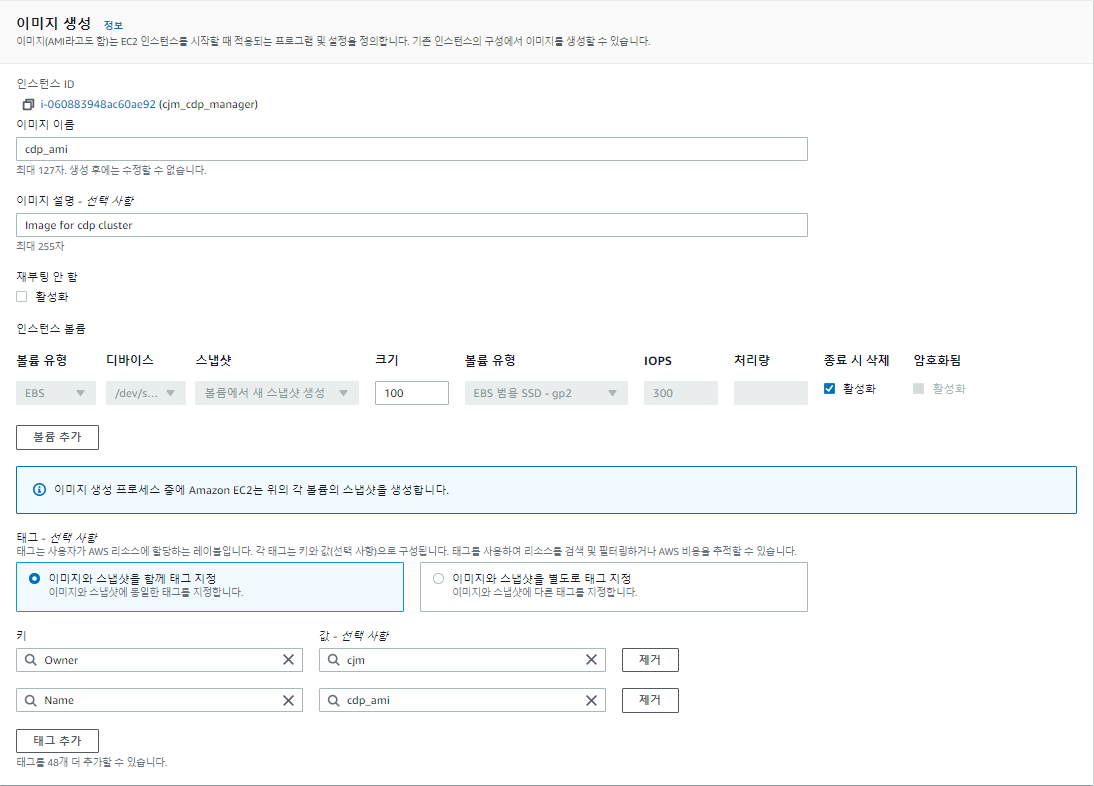 이미지 생성 정보
이미지(AMI라고도 함)는 EC2 인스턴스를 시작할 때 적용되는 프로그램 및 설정을 정의합니다. 기존 인스턴스의 구성에서 이미지를 생성할 수 있습니다.
인스턴스 ID
i-060883948ac60ae92 (cjm_cdp_manager)
이미지 이름
cdp_ami
최대 127자. 생성 후에는 수정할 수 없습니다.
이미지 설명 - 선택 사항
Image for cdp cluster
최대 255자
재부팅 안 함
활성화
인스턴스 볼륨
볼륨 유형 디바이스 스냅샷 크기 볼륨 유형 IOPS 처리량 종료 시 삭제 암호화됨
EBS /dev/s... 볼륨에서 새 스냅샷 생성 100 EBS 범용 SSD - gp2 300 활성화 활성화
볼륨 추가
이미지 생성 프로세스 중에 Amazon EC2는 위의 각 볼륨의 스냅샷을 생성합니다.
태그 - 선택 사항
태그는 사용자가 AWS 리소스에 할당하는 레이블입니다. 각 태그는 키와 값(선택 사항)으로 구성됩니다. 태그를 사용하여 리소스를 검색 및 필터링하거나 AWS 비용을 추적할 수 있습니다.
이미지와 스냅샷을 함께 태그 지정
이미지와 스냅샷에 동일한 태그를 지정합니다.
이미지와 스냅샷을 별도로 태그 지정
이미지와 스냅샷에 다른 태그를 지정합니다.
키 값 - 선택 사항
Owner cjm 제거
Name cdp_ami 제거
태그 추가
태그를 48개 더 추가할 수 있습니다.